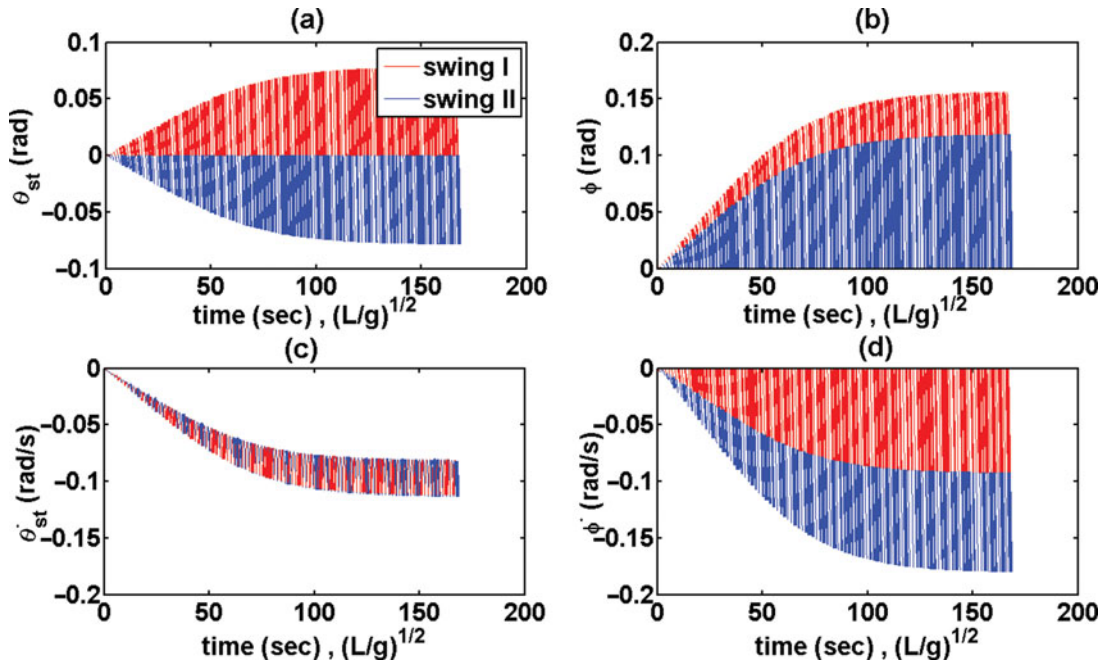 (a)
0.1
0.05
0
−0.05
−0.1
θst (rad)
swing I
swing II
0
50
100
150
200
time (sec) , (L/g)^1/2
(b)
0.2
0.15
0.1
0.05
0
ϕ (rad)
0
50
100
150
200
time (sec) , (L/g)^1/2
(c)
0
−0.05
−0.1
−0.15
−0.2
θ̇st (rad/s)
0
50
100
150
200
time (sec) , (L/g)^1/2
(d)
0
−0.05
−0.1
−0.15
−0.2
ϕ̇ (rad/s)
0
50
100
150
200
time (sec) , (L/g)^1/2